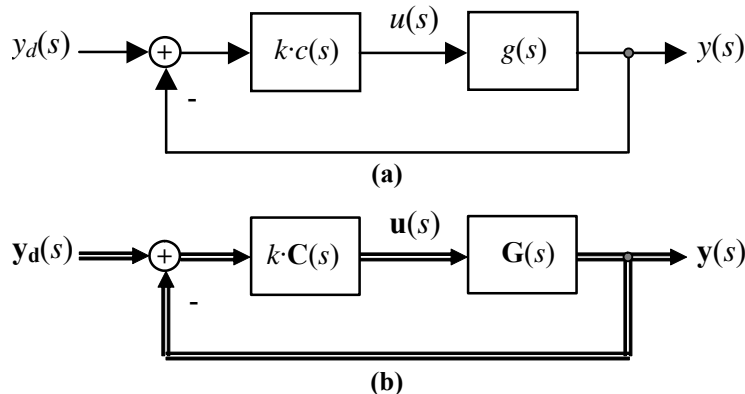 y_d(s) + k·c(s) u(s) g(s) y(s)
-
(a)
y_d(s) + k·C(s) u(s) G(s) y(s)
-
(b)